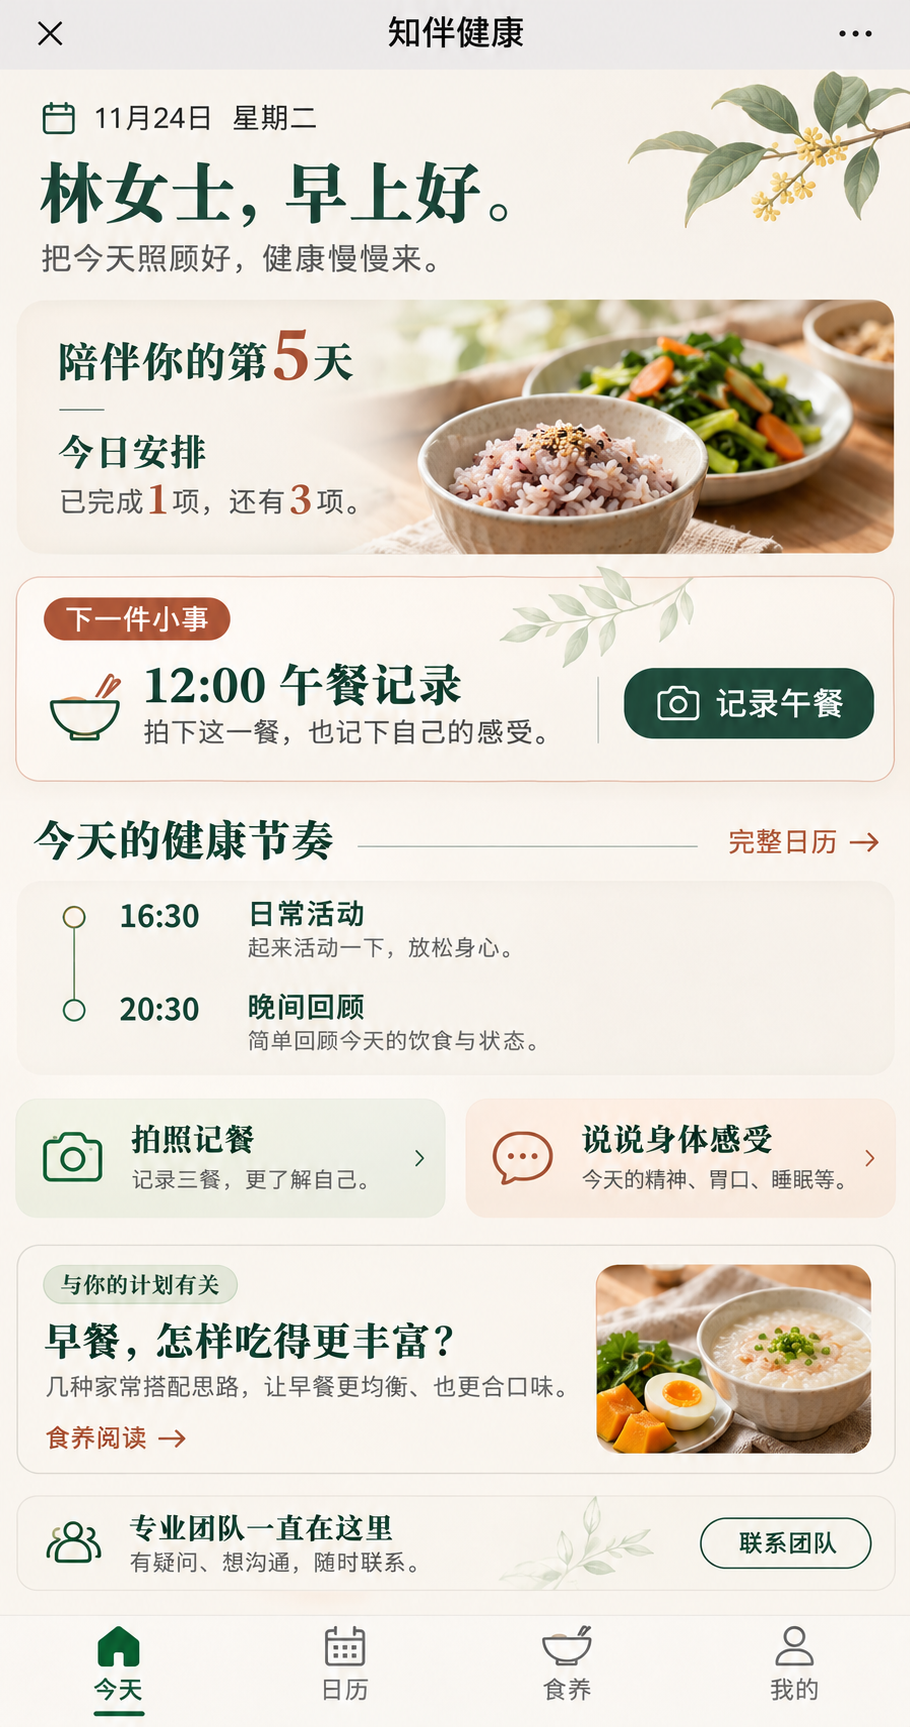 知伴健康
11月24日 星期二
林女士，早上好。
把今天照顾好，健康慢慢来。
陪伴你的第5天
今日安排
已完成1项，还有3项。
下一件小事
12:00 午餐记录
拍下这一餐，也记下自己的感受。
记录午餐
今天的健康节奏
完整日历 →
16:30 日常活动
起来活动一下，放松身心。
20:30 晚间回顾
简单回顾今天的饮食与状态。
拍照记餐
记录三餐，更了解自己。
说说身体感受
今天的精神、胃口、睡眠等。
与你的计划有关
早餐，怎样吃得更丰富？
几种家常搭配思路，让早餐更均衡、也更合口味。
食养阅读 →
专业团队一直在这里
有疑问、想沟通，随时联系。
联系团队
今天
日历
食养
我的